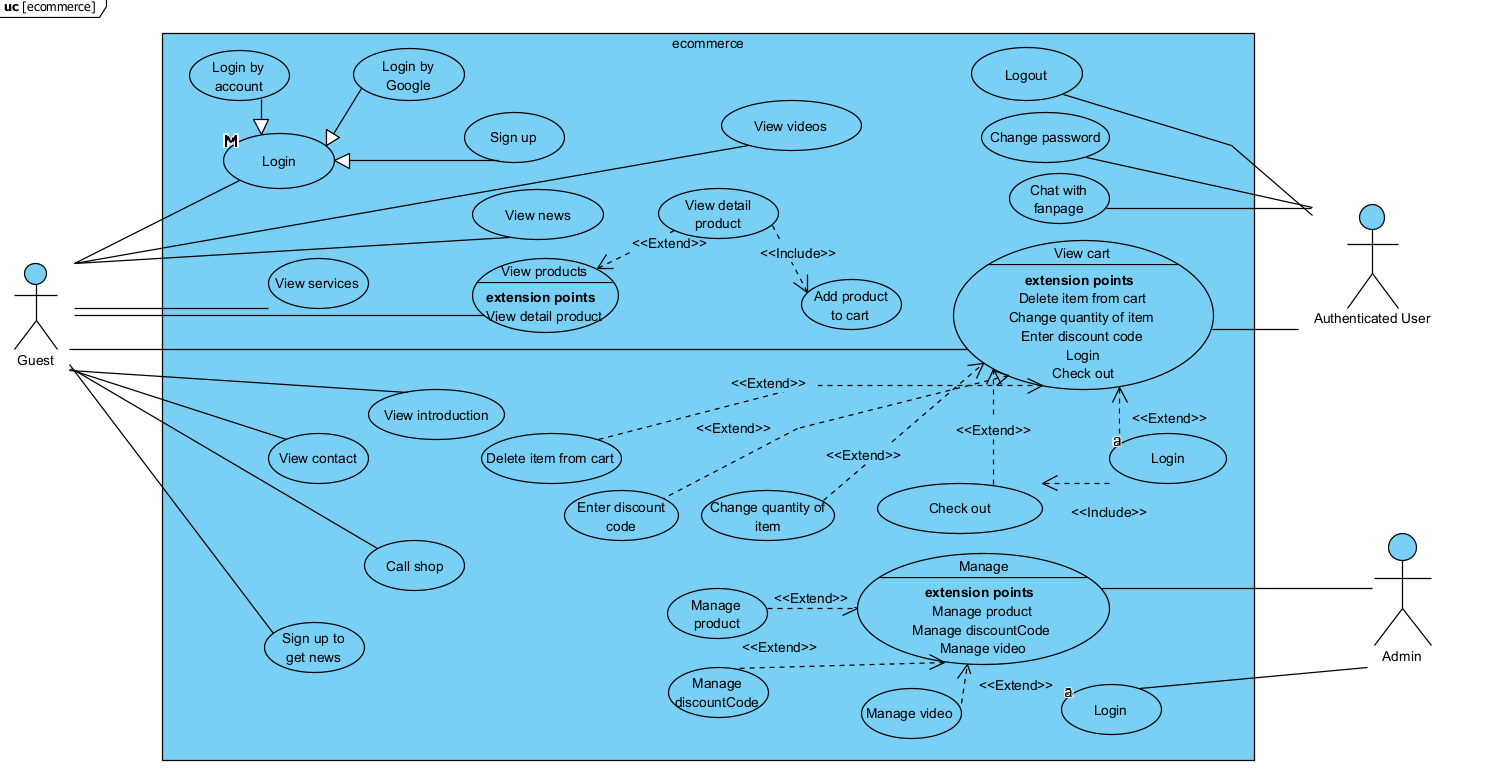 uc [ecommerce]
ecommerce
Login by
account
Login by
Google
Logout
M
Login
Sign up
View videos
Change password
View news
View detail
product
Chat with
fanpage
<<Extend>>
<<Include>>
View cart
extension points
Delete item from cart
Change quantity of item
Enter discount code
Login
Check out
View services
View products
extension points
View detail product
Add product
to cart
Guest
Authenticated User
<<Extend>>
View introduction
<<Extend>>
<<Extend>>
<<Extend>>
a
Login
View contact
Delete item from cart
<<Extend>>
Enter discount
code
Change quantity of
item
Check out
<<Include>>
Call shop
Manage
extension points
Manage product
Manage discountCode
Manage video
Manage
product
<<Extend>>
Sign up to
get news
<<Extend>>
Admin
Manage
discountCode
<<Extend>>
Manage video
a
Login